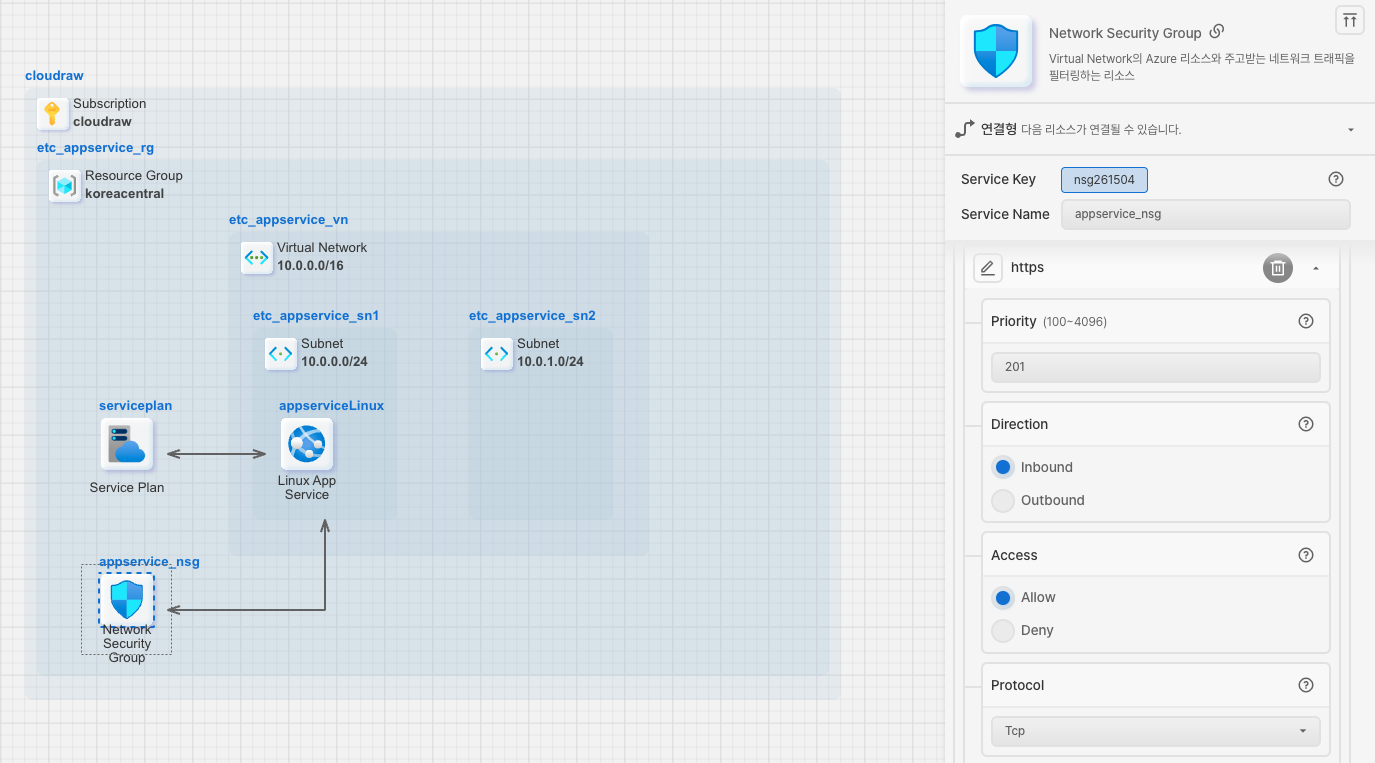 cloudraw
Subscription
cloudraw
etc_appservice_rg
Resource Group
koreacentral
etc_appservice_vn
Virtual Network
10.0.0.0/16
etc_appservice_sn1
Subnet
10.0.0.0/24
etc_appservice_sn2
Subnet
10.0.1.0/24
serviceplan
Service Plan
appserviceLinux
Linux App
Service
appservice_nsg
Network
Security
Group
Network Security Group
Virtual Network의 Azure 리소스와 주고받는 네트워크 트래픽을
필터링하는 리소스
연결형 다음 리소스가 연결될 수 있습니다.
Service Key nsg261504
Service Name appservice_nsg
https
Priority (100~4096)
201
Direction
Inbound
Outbound
Access
Allow
Deny
Protocol
Tcp